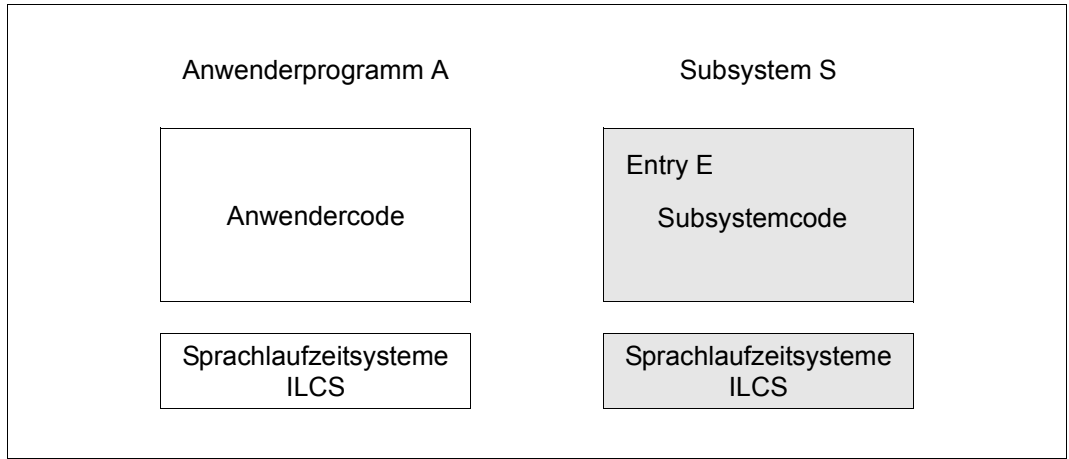 Anwenderprogramm A
Subsystem S
Anwendercode
Entry E
Subsystemcode
Sprachlaufzeitsysteme
ILCS
Sprachlaufzeitsysteme
ILCS